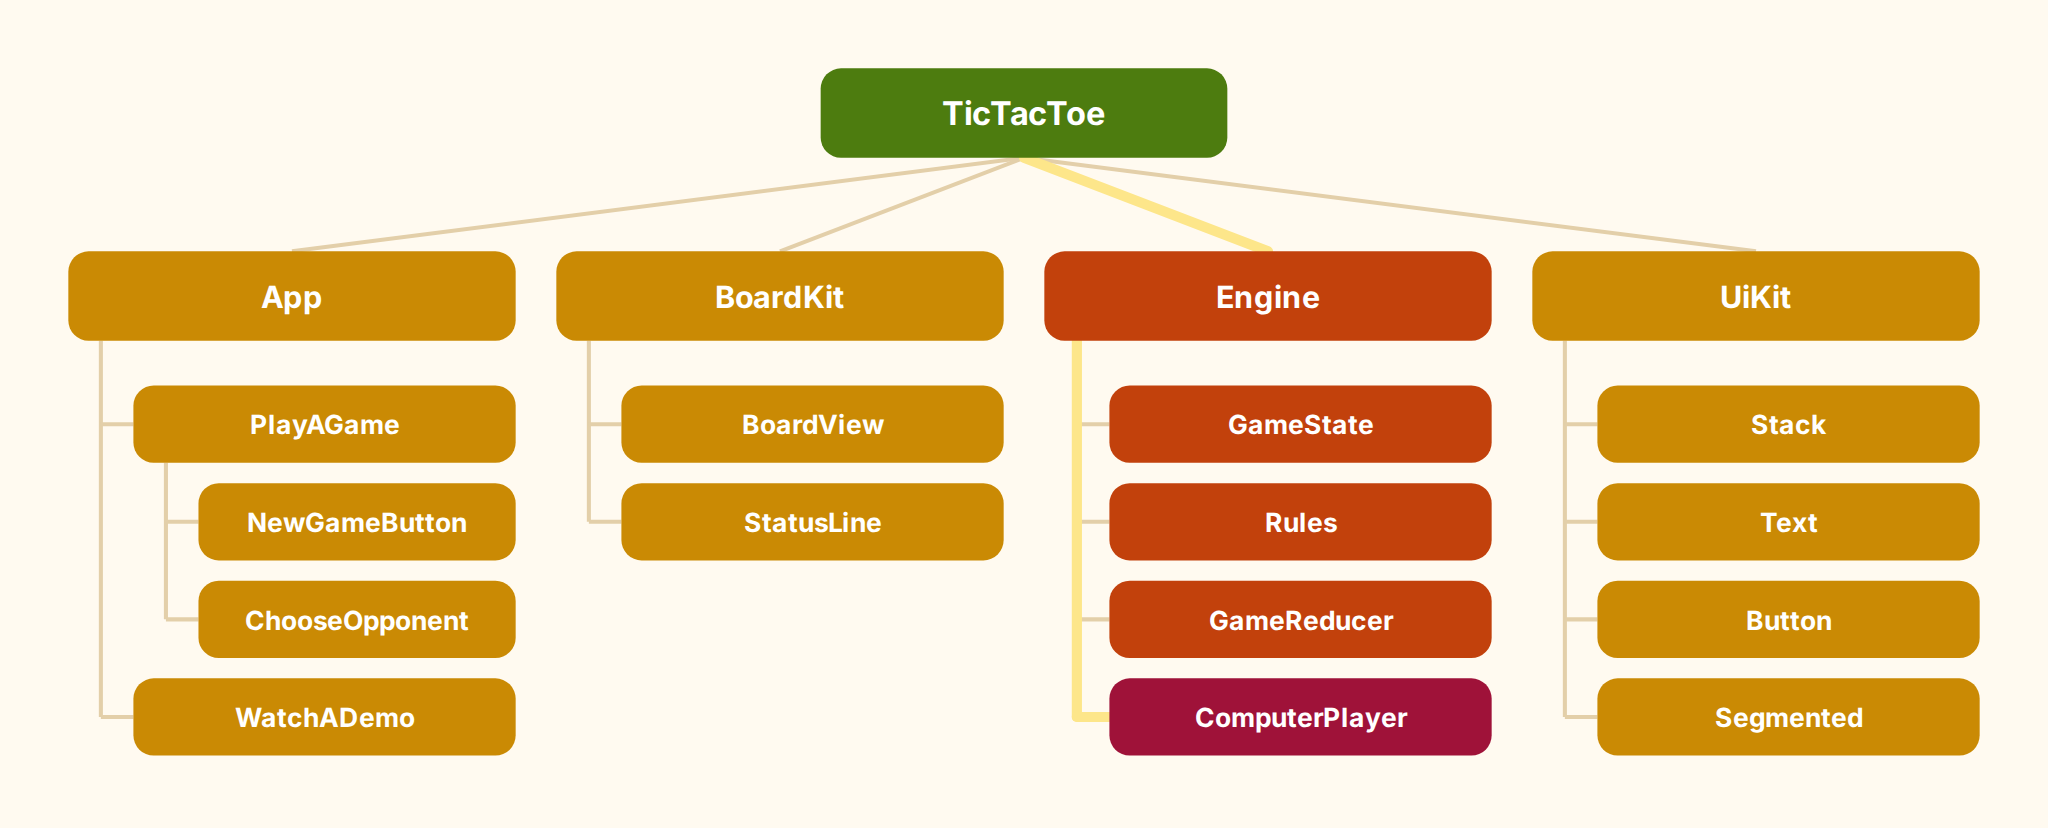 TicTacToe
App
BoardKit
Engine
UiKit
PlayAGame
BoardView
GameState
Stack
NewGameButton
StatusLine
Rules
Text
ChooseOpponent
GameReducer
Button
WatchADemo
ComputerPlayer
Segmented